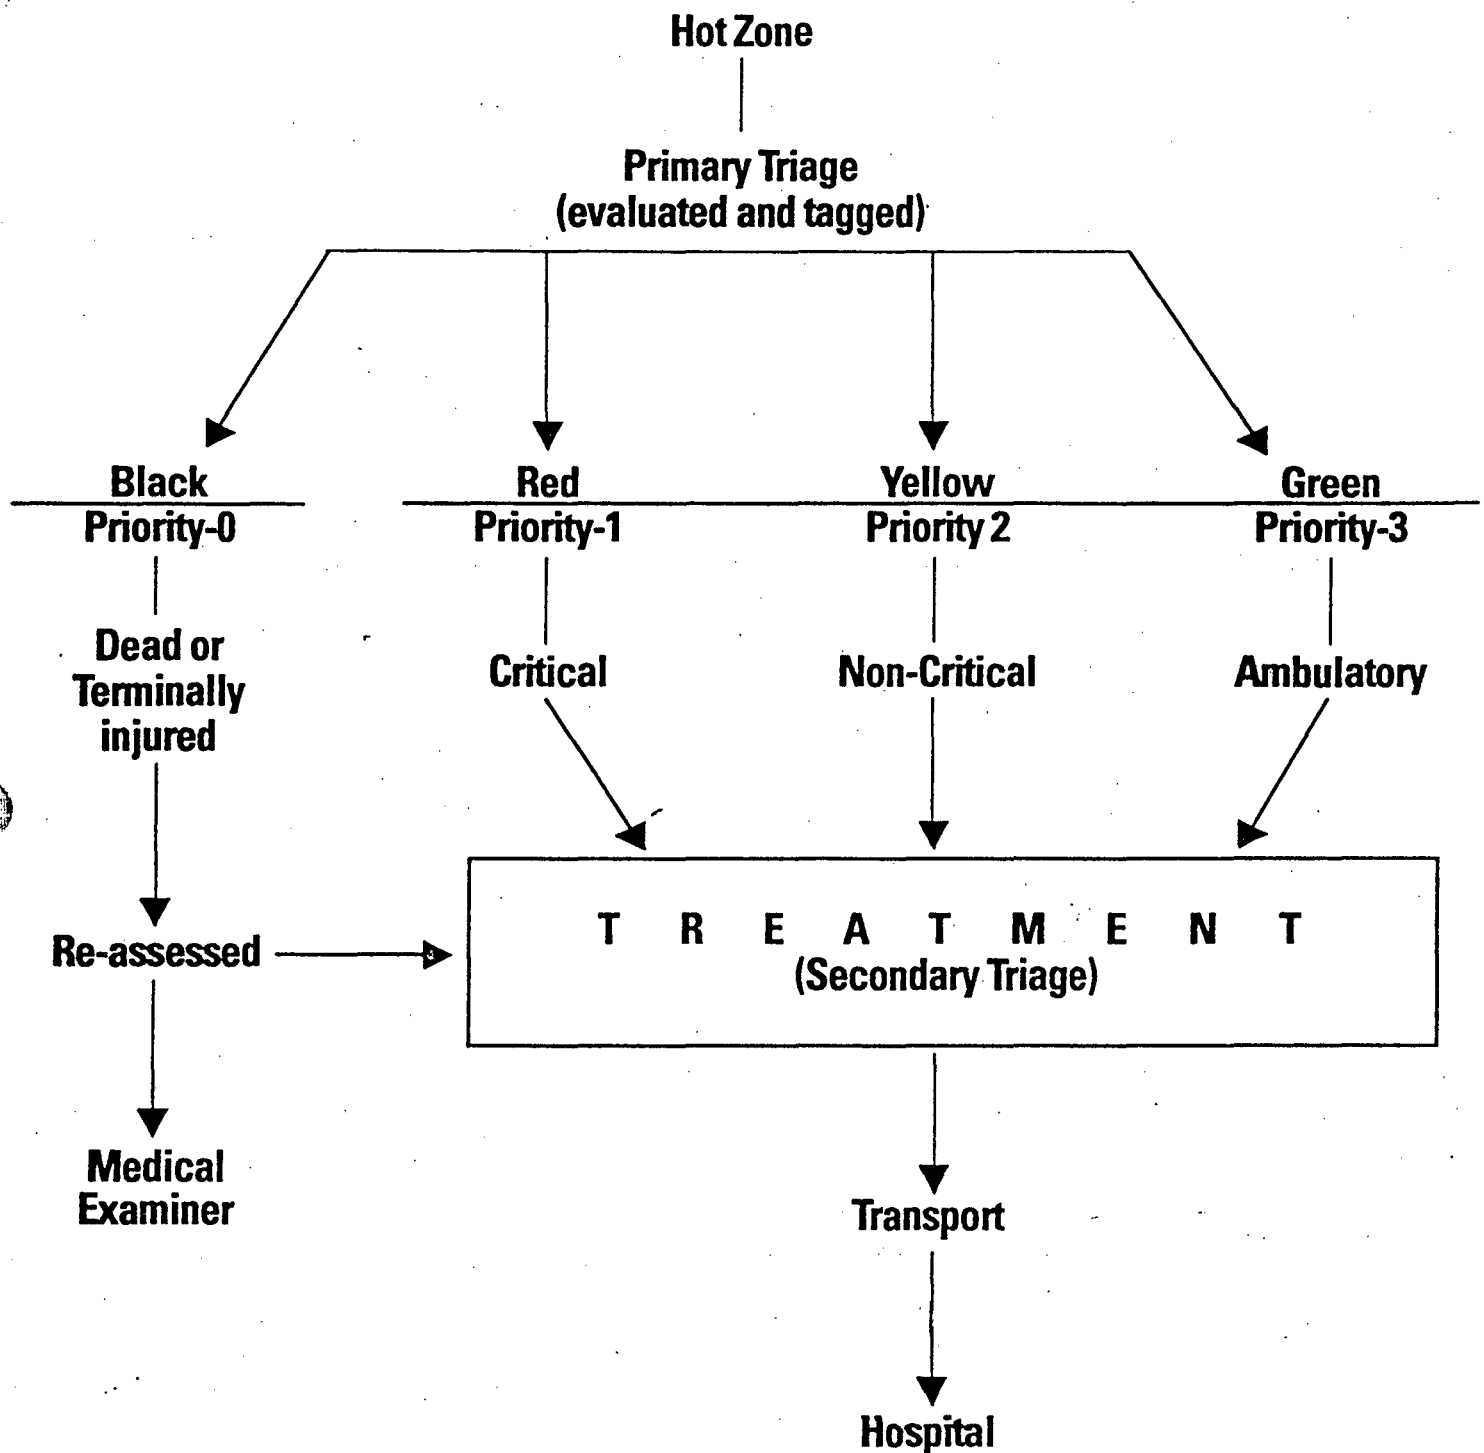 Hot Zone
Primary Triage
(evaluated and tagged)
Black Red Yellow Green
Priority-0 Priority-1 Priority 2 Priority-3
Dead or
Terminally
injured
Critical Non-Critical Ambulatory
Re-assessed
T R E A T M E N T
(Secondary Triage)
Medical
Examiner
Transport
Hospital